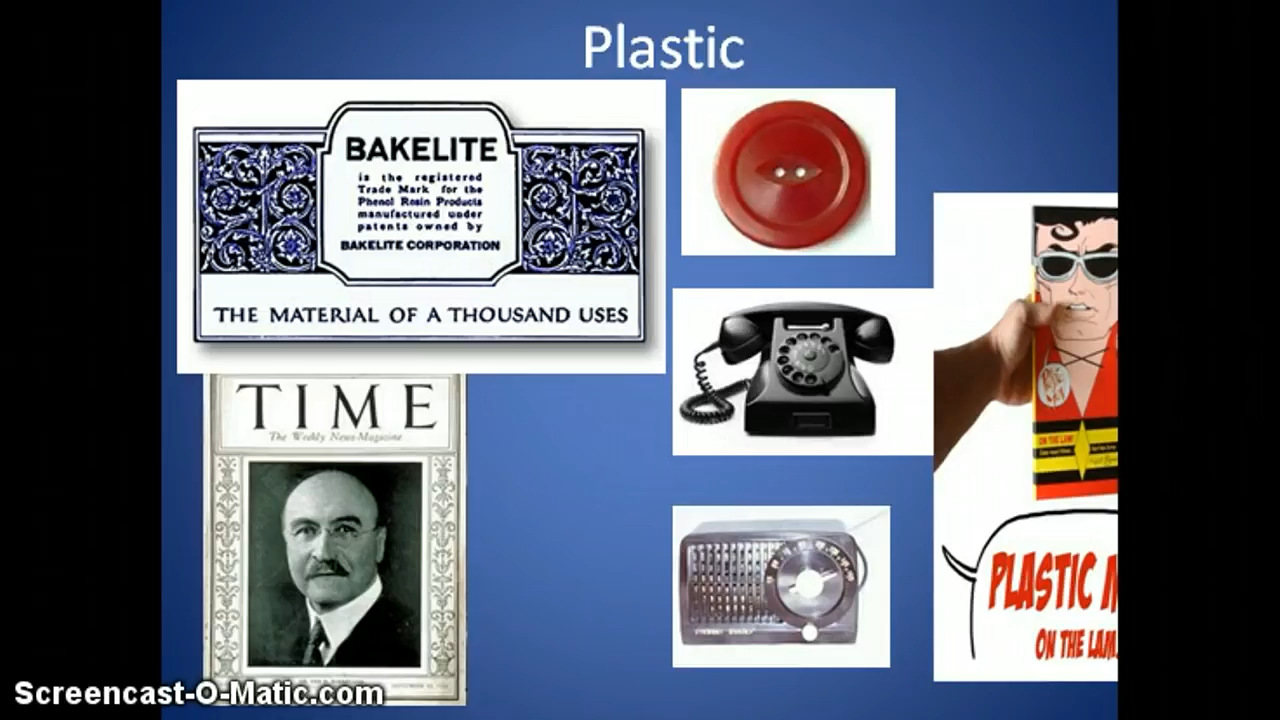 Plastic
BAKELITE
is the registered
Trade Mark for the
Phenol Resin Products
manufactured under
patents owned by
BAKELITE CORPORATION
THE MATERIAL OF A THOUSAND USES
TIME
The Weekly News-Magazine
ON THE LAM!
PLASTIC M
ON THE LAM
Screencast-O-Matic.com